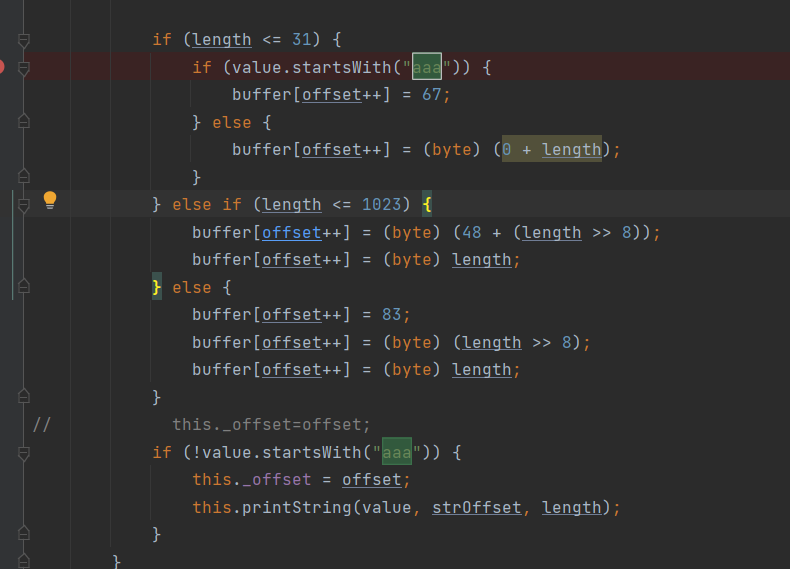 if (length <= 31) {
if (value.startsWith("aaa")) {
buffer[offset++] = 67;
} else {
buffer[offset++] = (byte) (0 + length);
}
} else if (length <= 1023) {
buffer[offset++] = (byte) (48 + (length >> 8));
buffer[offset++] = (byte) length;
} else {
buffer[offset++] = 83;
buffer[offset++] = (byte) (length >> 8);
buffer[offset++] = (byte) length;
}
// this._offset=offset;
if (!value.startsWith("aaa")) {
this._offset = offset;
this.printString(value, strOffset, length);
}
}